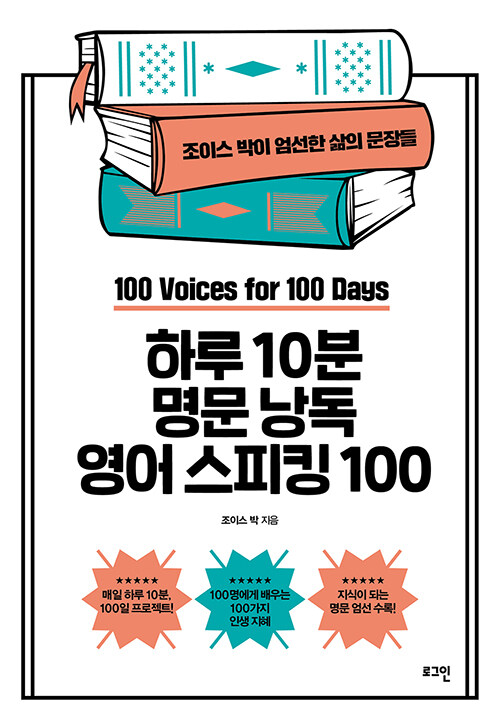 조이스 박이 엄선한 삶의 문장들
100 Voices for 100 Days
하루 10분
명문 낭독
영어 스피킹 100
조이스 박 지음
★★★★★
매일 하루 10분,
100일 프로젝트!
★★★★★
100명에게 배우는
100가지
인생 지혜
★★★★★
지식이 되는
명문 엄선 수록!
로그인